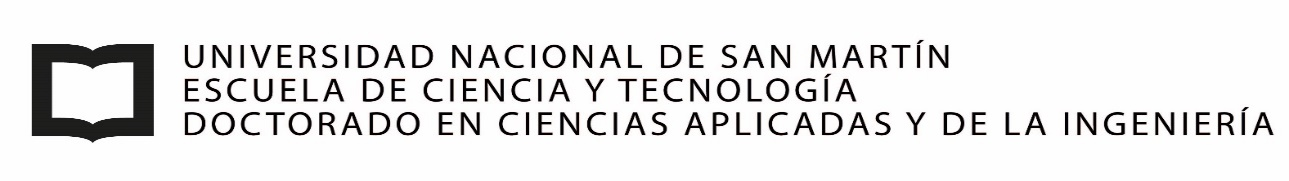 UNIVERSIDAD NACIONAL DE SAN MARTÍN
ESCUELA DE CIENCIA Y TECNOLOGÍA
DOCTORADO EN CIENCIAS APLICADAS Y DE LA INGENIERÍA